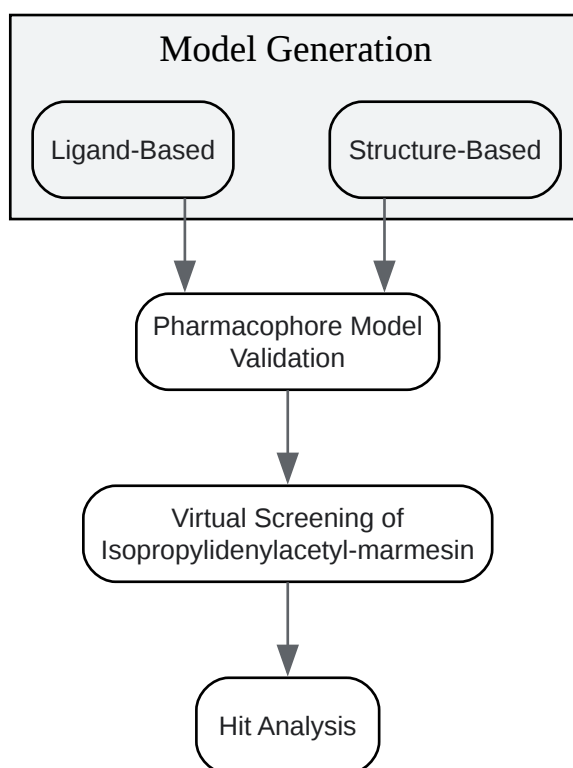 Model Generation
Ligand-Based
Structure-Based
Pharmacophore Model
Validation
Virtual Screening of
Isopropylidenylacetyl-marmesin
Hit Analysis